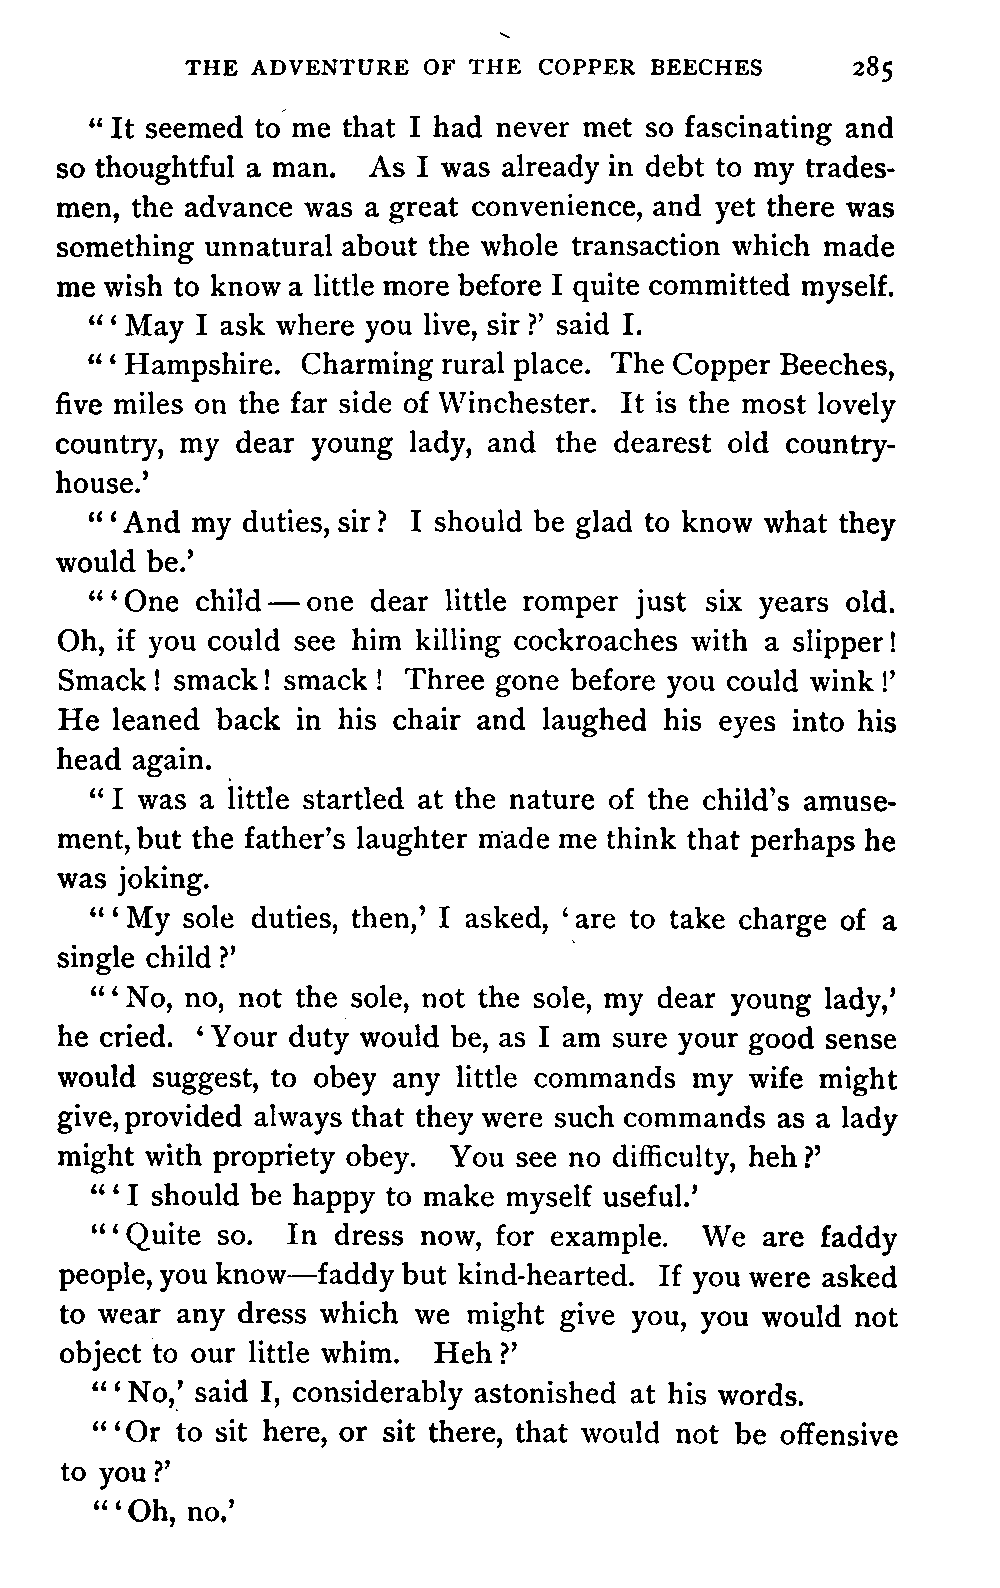 THE ADVENTURE OF THE COPPER BEECHES 285
“ It seemed to me that I had never met so fascinating and
so thoughtful a man. As I was already in debt to my trades-
men, the advance was a great convenience, and yet there was
something unnatural about the whole transaction which made
me wish to know a little more before I quite committed myself.
“ ‘ May I ask where you live, sir ?’ said I.
“ ‘ Hampshire. Charming rural place. The Copper Beeches,
five miles on the far side of Winchester. It is the most lovely
country, my dear young lady, and the dearest old country-
house.’
“ ‘ And my duties, sir ? I should be glad to know what they
would be.’
“ ‘ One child — one dear little romper just six years old.
Oh, if you could see him killing cockroaches with a slipper !
Smack ! smack ! smack ! Three gone before you could wink !’
He leaned back in his chair and laughed his eyes into his
head again.
“ I was a little startled at the nature of the child’s amuse-
ment, but the father’s laughter made me think that perhaps he
was joking.
“ ‘ My sole duties, then,’ I asked, ‘ are to take charge of a
single child ?’
“ ‘ No, no, not the sole, not the sole, my dear young lady,’
he cried. ‘ Your duty would be, as I am sure your good sense
would suggest, to obey any little commands my wife might
give, provided always that they were such commands as a lady
might with propriety obey. You see no difficulty, heh ?’
“ ‘ I should be happy to make myself useful.’
“ ‘ Quite so. In dress now, for example. We are faddy
people, you know—faddy but kind-hearted. If you were asked
to wear any dress which we might give you, you would not
object to our little whim. Heh ?’
“ ‘ No,’ said I, considerably astonished at his words.
“ ‘ Or to sit here, or sit there, that would not be offensive
to you ?’
“ ‘ Oh, no.’